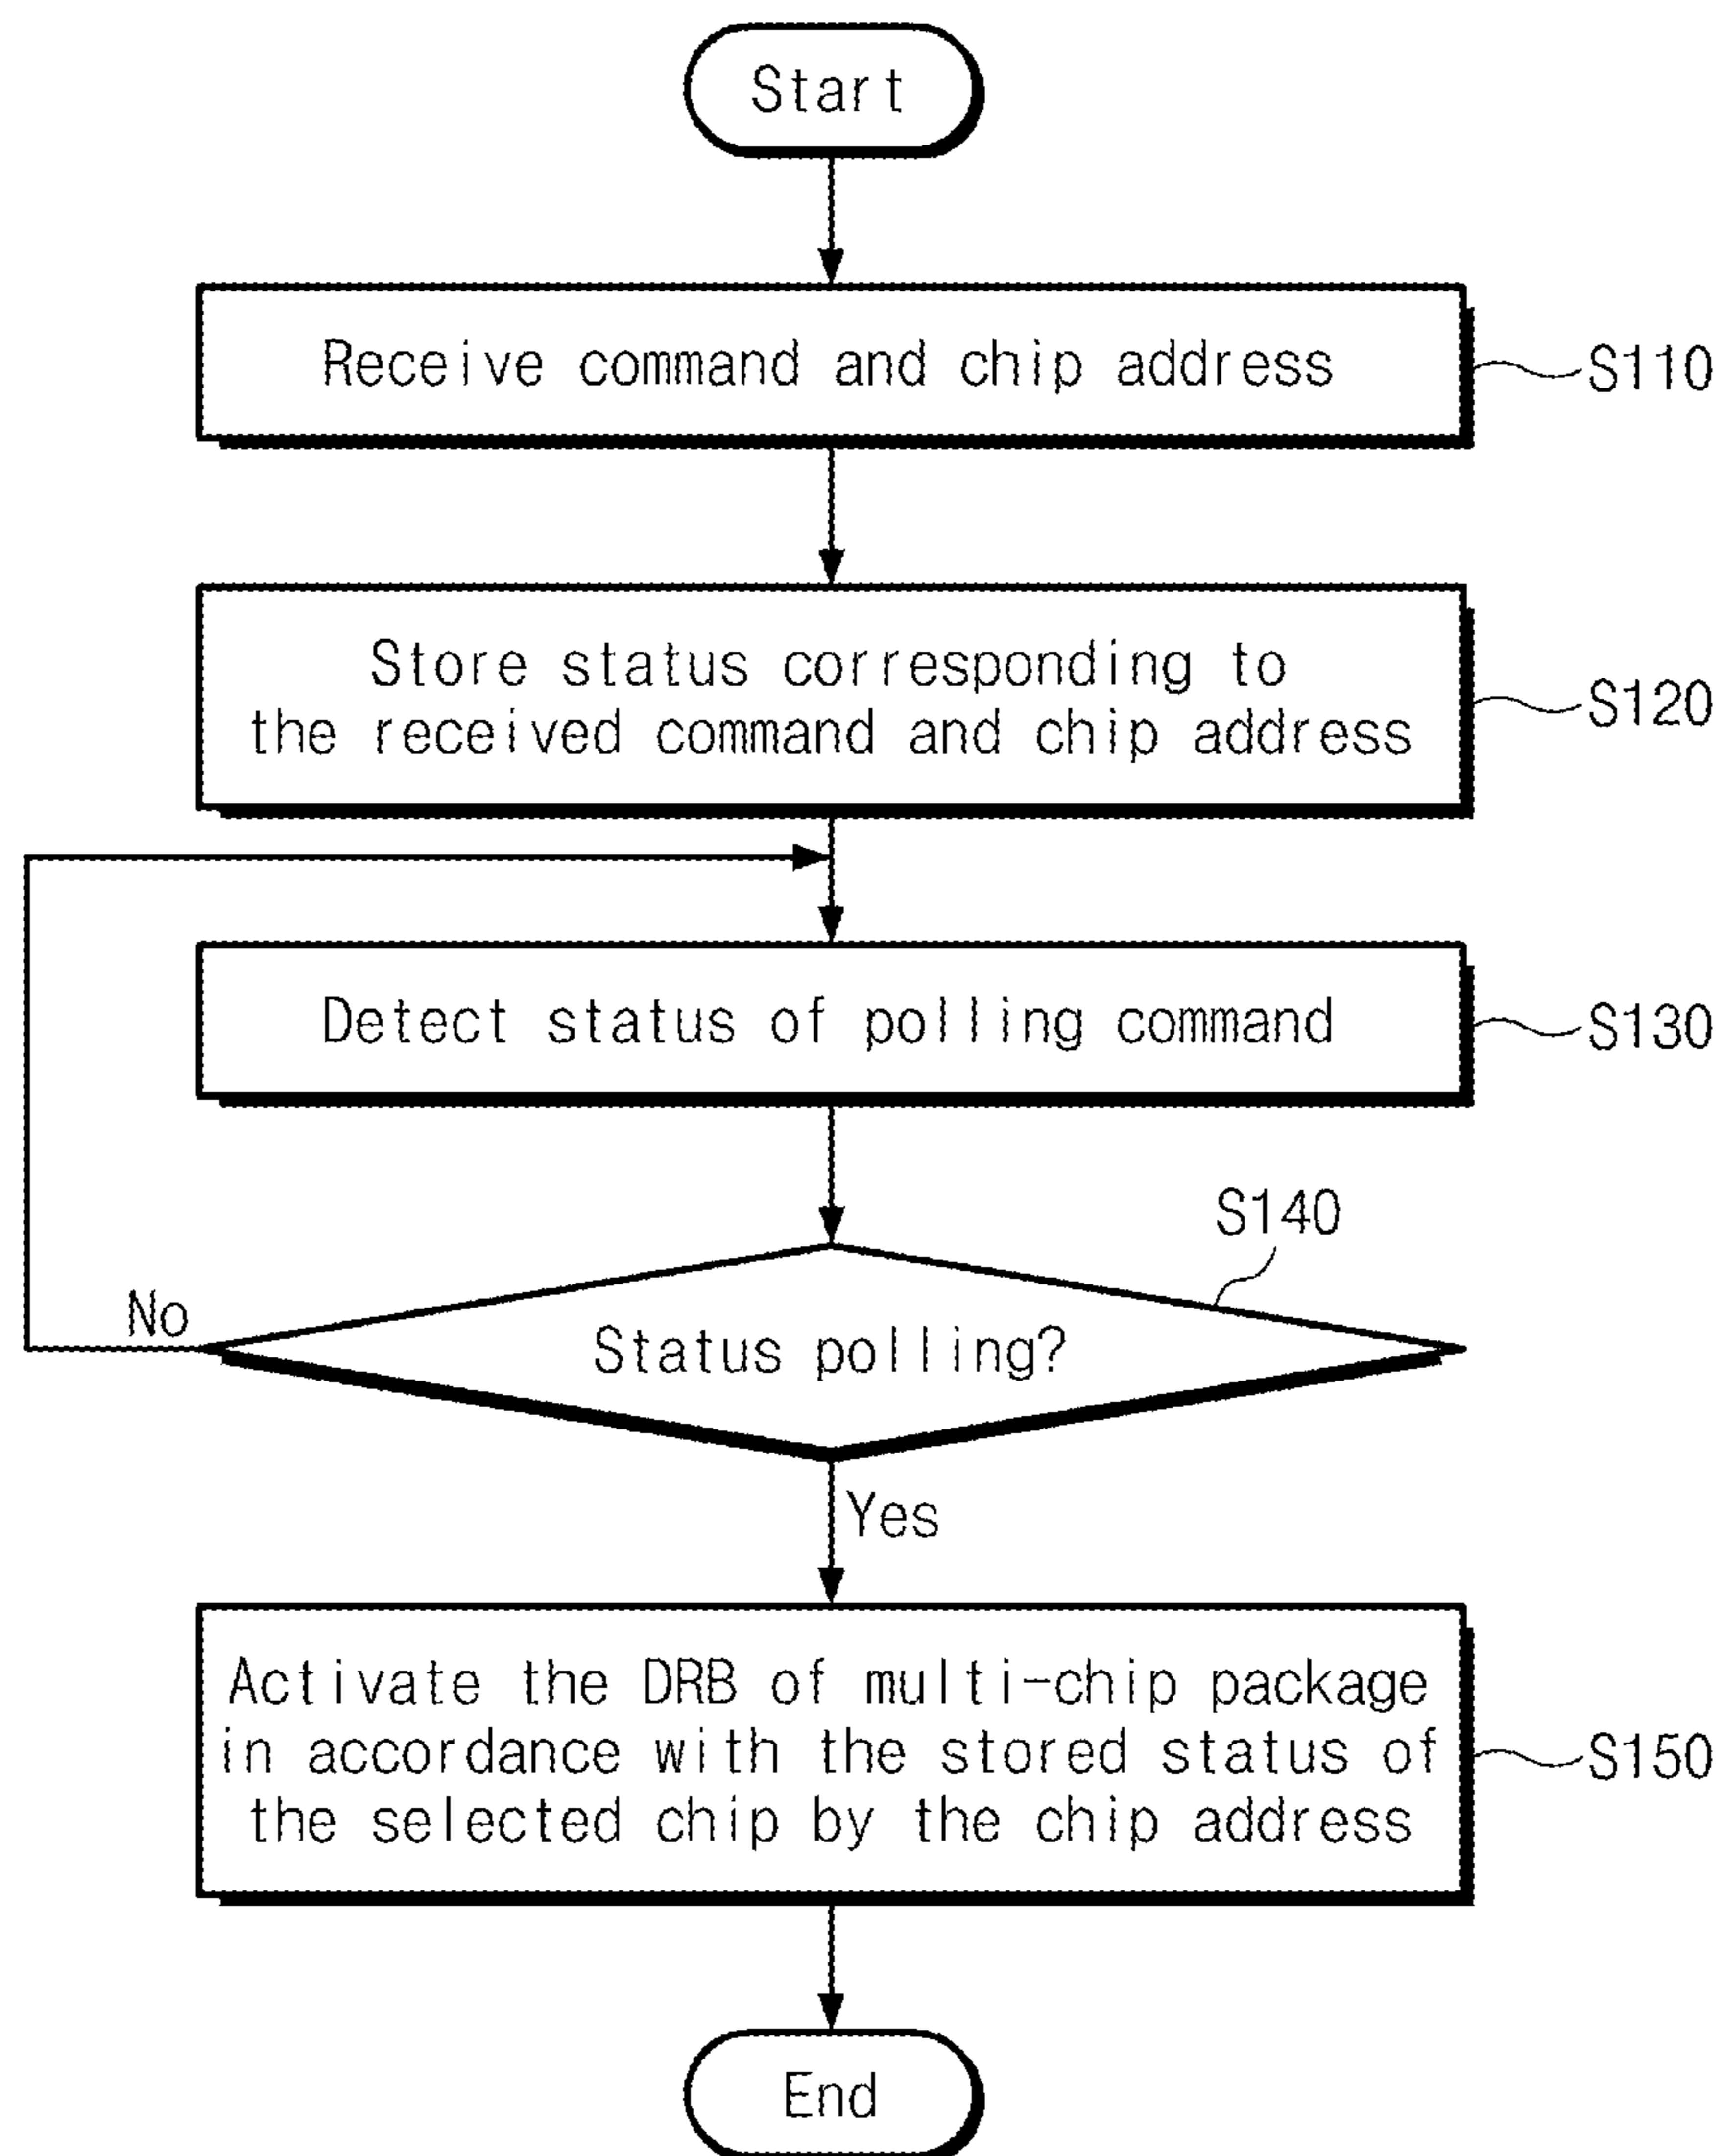 Start
Receive command and chip address
S110
Store status corresponding to
the received command and chip address
S120
Detect status of polling command
S130
S140
Status polling?
No
Yes
Activate the DRB of multi-chip package
in accordance with the stored status of
the selected chip by the chip address
S150
End